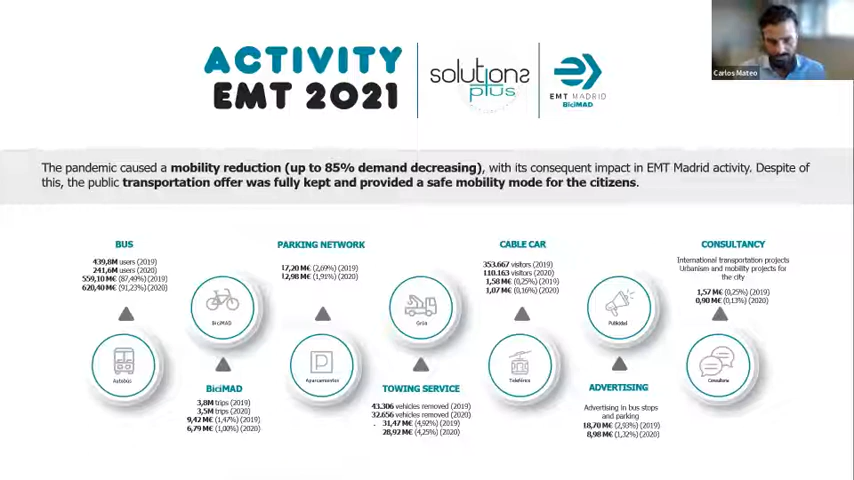 ACTIVITY
EMT 2021
solutions
plus
EMT MADRID
BiciMAD
Carlos Mateo
The pandemic caused a mobility reduction (up to 85% demand decreasing), with its consequent impact in EMT Madrid activity. Despite of
this, the public transportation offer was fully kept and provided a safe mobility mode for the citizens.
BUS
439,8M users (2019)
241,6M users (2020)
559,10 M€ (87,49%) (2019)
620,40 M€ (91,23%) (2020)
Autobús
BiciMAD
BiciMAD
3,8M trips (2019)
3,5M trips (2020)
9,42 M€ (1,47%) (2019)
6,79 M€ (1,00%) (2020)
PARKING NETWORK
17,20 M€ (2,69%) (2019)
12,98 M€ (1,91%) (2020)
P
Aparcamientos
Grúa
TOWING SERVICE
43.306 vehicles removed (2019)
32.656 vehicles removed (2020)
. 31,47 M€ (4,92%) (2019)
28,92 M€ (4,25%) (2020)
CABLE CAR
353.667 visitors (2019)
110.163 visitors (2020)
1,58 M€ (0,25%) (2019)
1,07 M€ (0,16%) (2020)
Teleférico
Publicidad
ADVERTISING
Advertising in bus stops
and parking
18,70 M€ (2,93%) (2019)
8,98 M€ (1,32%) (2020)
CONSULTANCY
International transportation projects
Urbanism and mobility projects for
the city
1,57 M€ (0,25%) (2019)
0,90 M€ (0,13%) (2020)
Consultoría